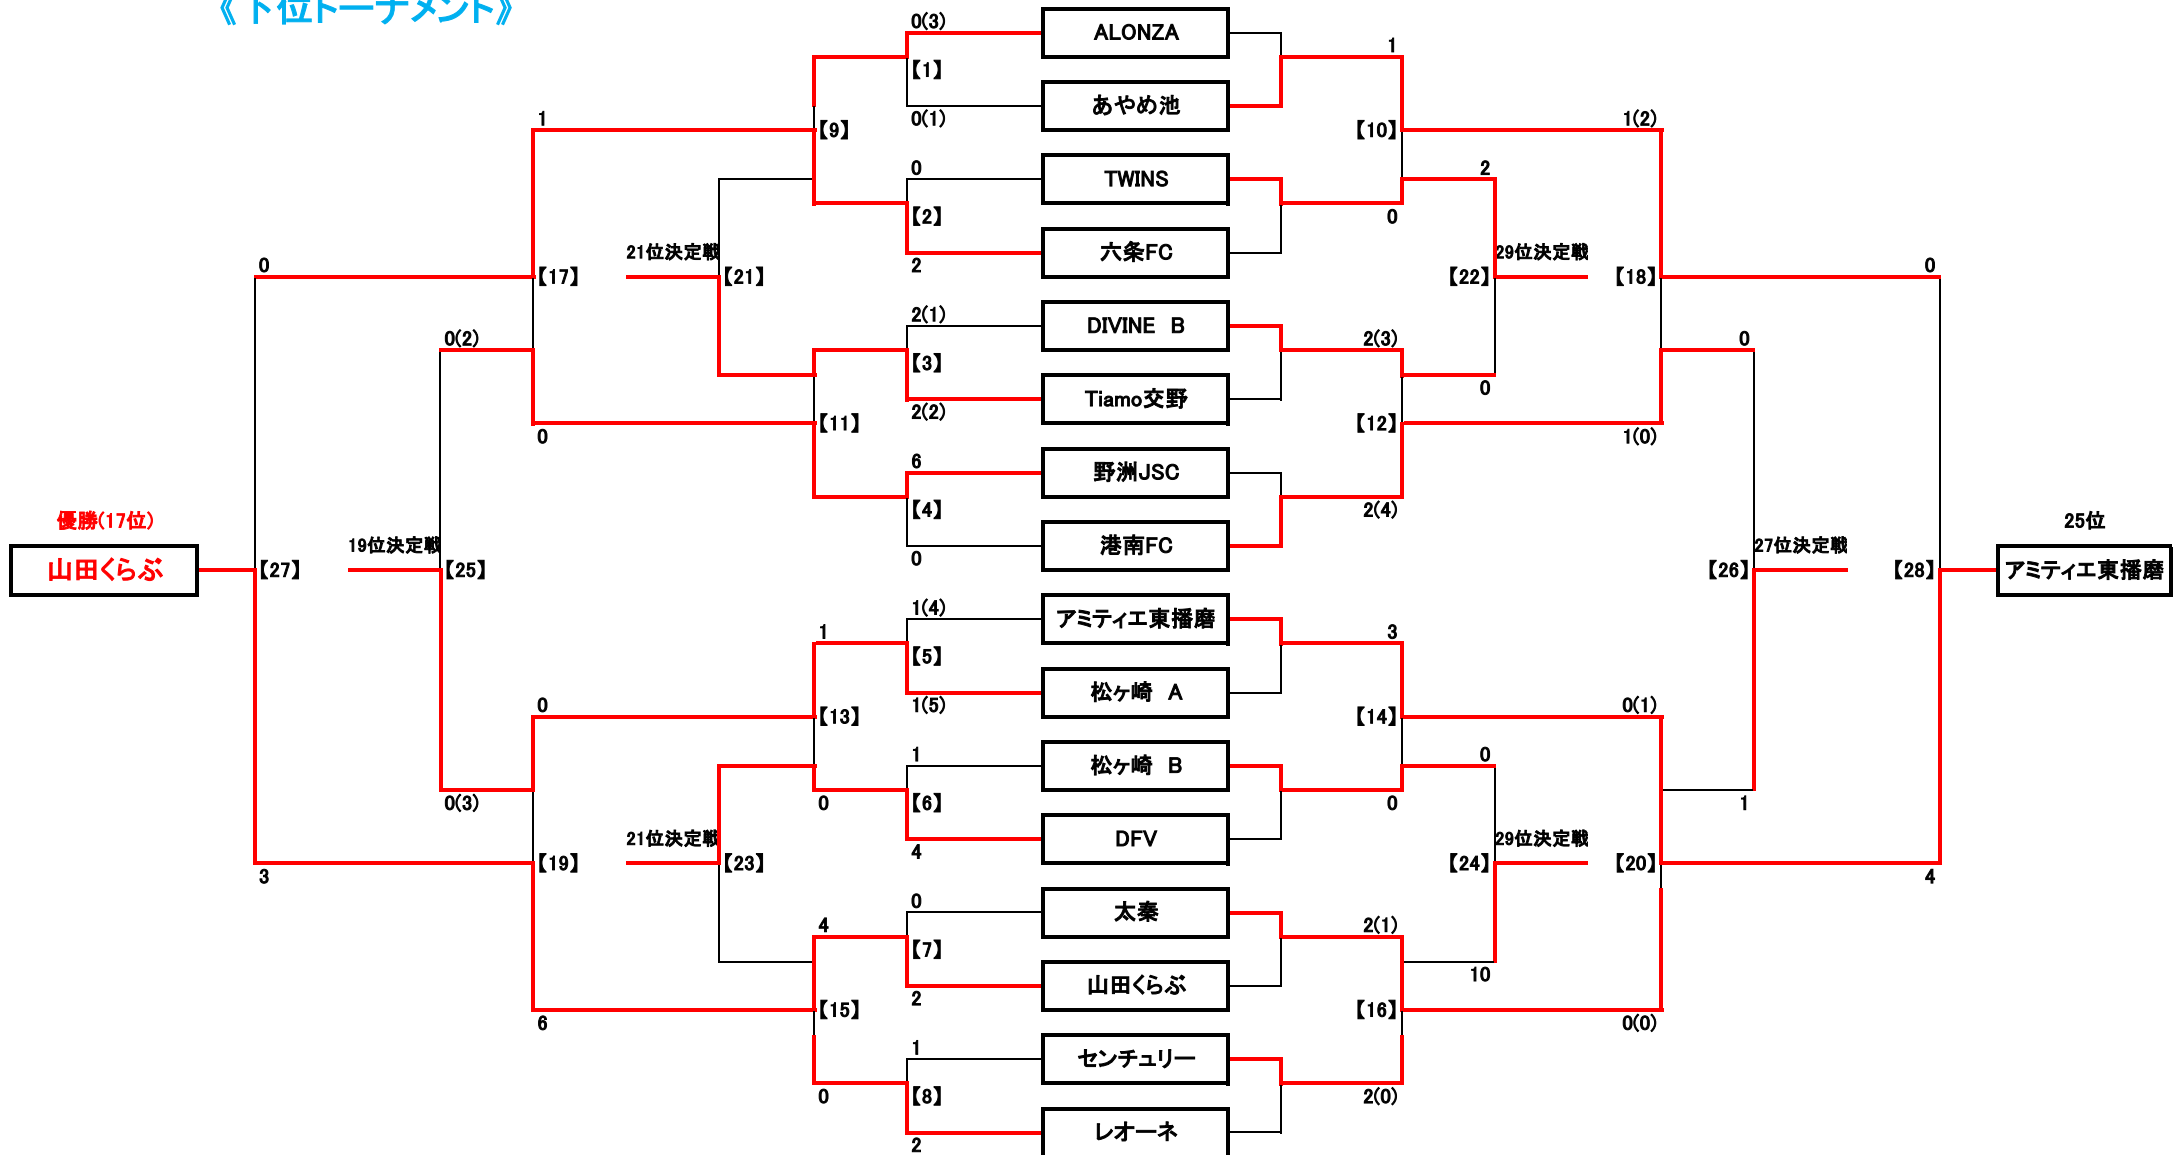 《下位トーナメント》
0(3)
ALONZA
1
【1】
0(1)
あやめ池
1
【9】
【10】
1(2)
0
TWINS
2
【2】
0
2
六条FC
21位決定戦
29位決定戦
0
【17】
【21】
【22】
【18】
0
2(1)
DIVINE B
0(2)
【3】
2(3)
0
2(2)
Tiamo交野
0
0
【11】
【12】
1(0)
6
野洲JSC
【4】
2(4)
0
港南FC
優勝(17位)
19位決定戦
27位決定戦
25位
山田くらぶ
【27】
【25】
【26】
【28】
アミティエ東播磨
1(4)
アミティエ東播磨
1
【5】
3
1(5)
松ヶ崎 A
0
【13】
【14】
0(1)
1
松ヶ崎 B
0
0(3)
0
【6】
0
1
4
DFV
21位決定戦
29位決定戦
3
【19】
【23】
【24】
【20】
4
0
太秦
4
【7】
2(1)
2
山田くらぶ
10
6
【15】
【16】
0(0)
1
センチュリー
0
【8】
2(0)
2
レオーネ